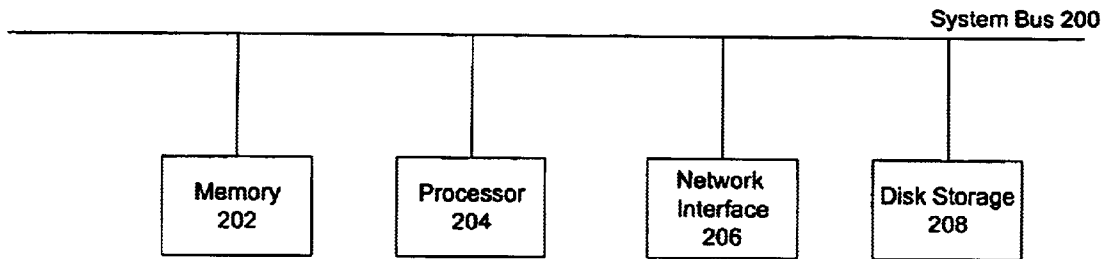 System Bus 200
Memory
202
Processor
204
Network
Interface
206
Disk Storage
208